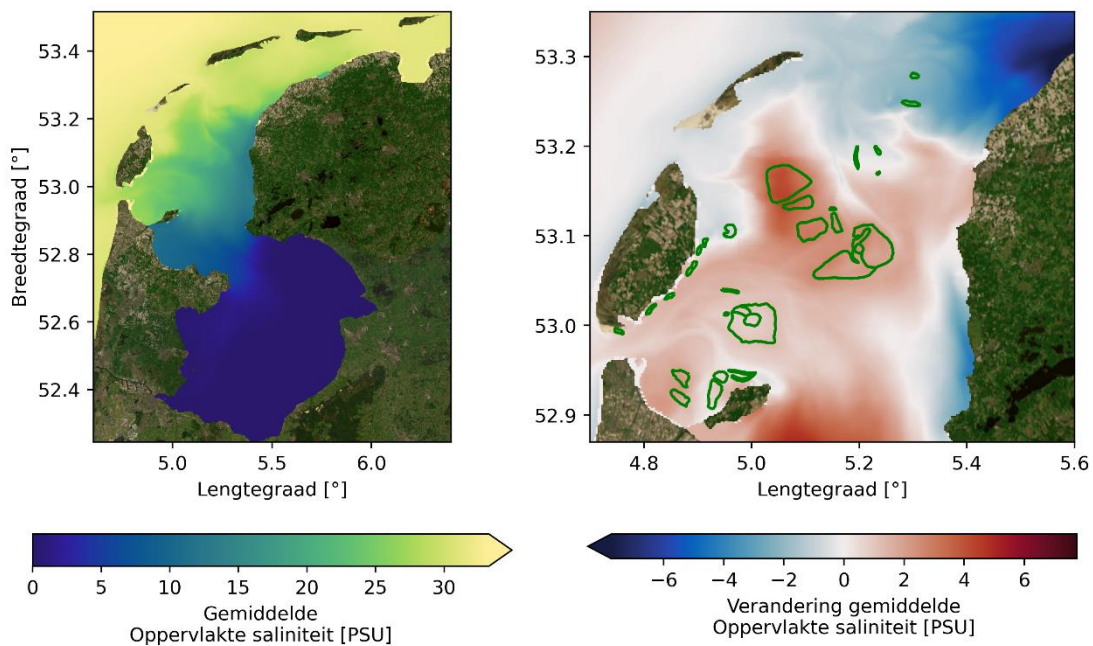 53.4
53.2
53.0
52.8
52.6
52.4
Breedtegraad [°]
5.0 5.5 6.0
Lengtegraad [°]
0 5 10 15 20 25 30
Gemiddelde
Oppervlakte saliniteit [PSU]
53.3
53.2
53.1
53.0
52.9
4.8 5.0 5.2 5.4 5.6
Lengtegraad [°]
−6 −4 −2 0 2 4 6
Verandering gemiddelde
Oppervlakte saliniteit [PSU]